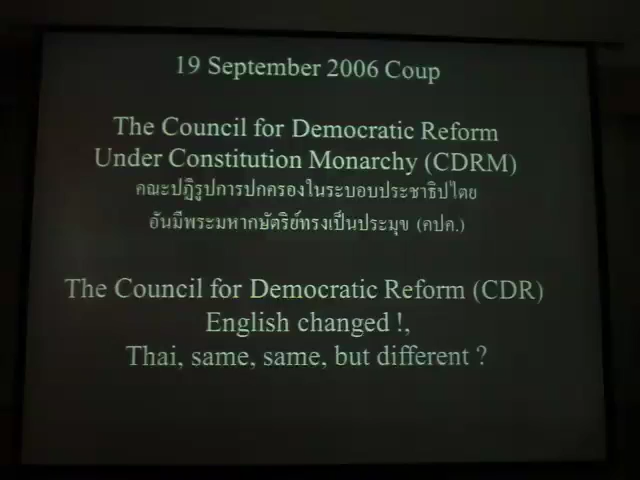 19 September 2006 Coup
The Council for Democratic Reform
Under Constitution Monarchy (CDRM)
คณะปฏิรูปการปกครองในระบอบประชาธิปไตย
อันมีพระมหากษัตริย์ทรงเป็นประมุข (คปค.)
The Council for Democratic Reform (CDR)
English changed !,
Thai, same, same, but different ?